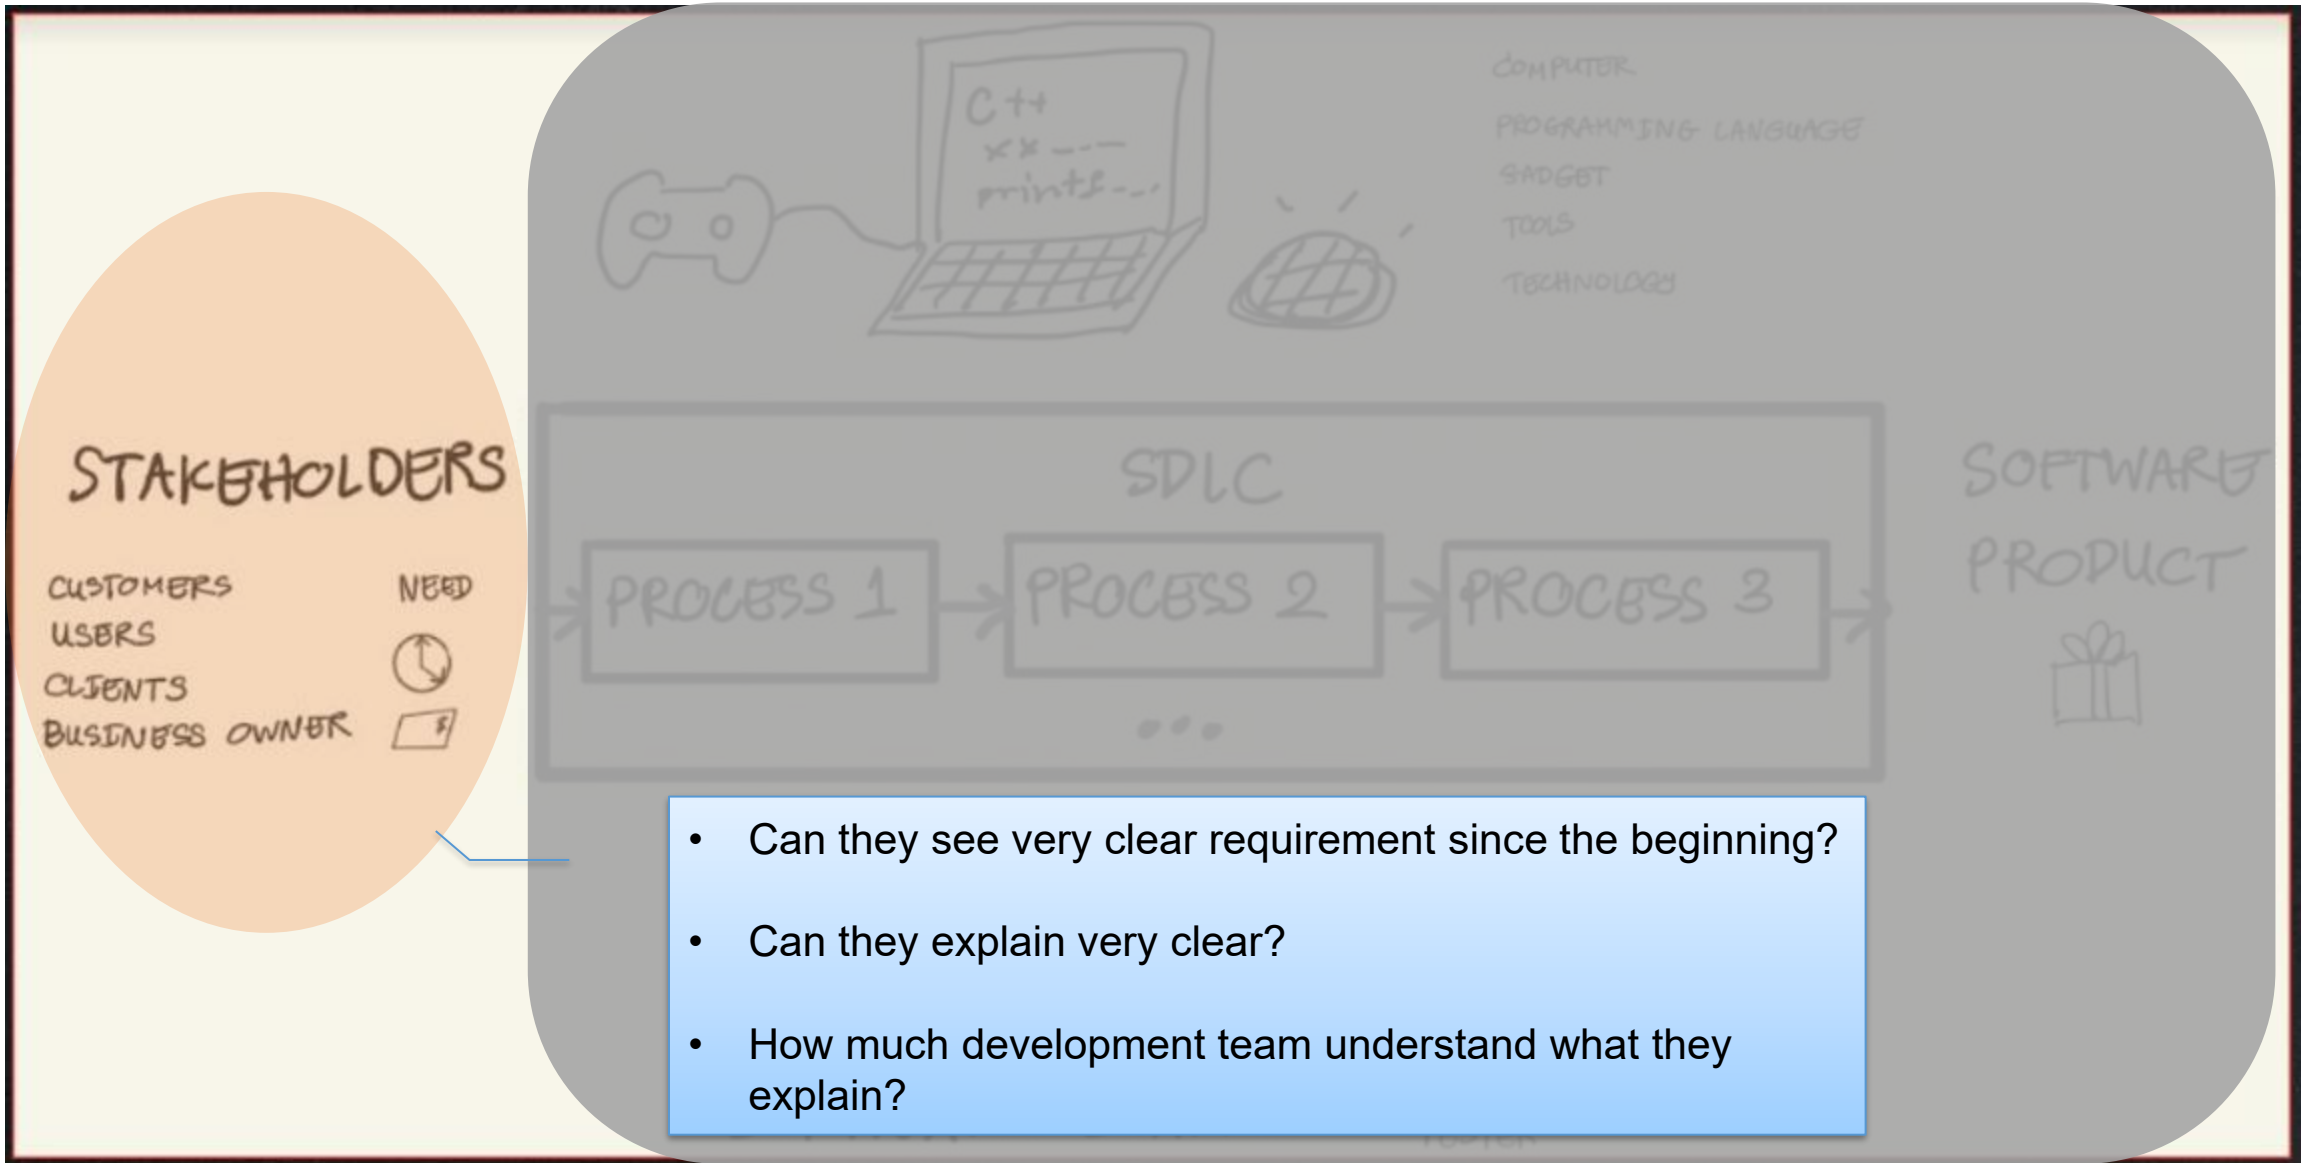 C++
xx ----
printf---
COMPUTER
PROGRAMMING LANGUAGE
GADGET
TOOLS
TECHNOLOGY
STAKEHOLDERS
CUSTOMERS NEED
USERS
CLIENTS
BUSINESS OWNER $
SDLC
PROCESS 1 PROCESS 2 PROCESS 3
...
SOFTWARE
PRODUCT
• Can they see very clear requirement since the beginning?
• Can they explain very clear?
• How much development team understand what they
explain?